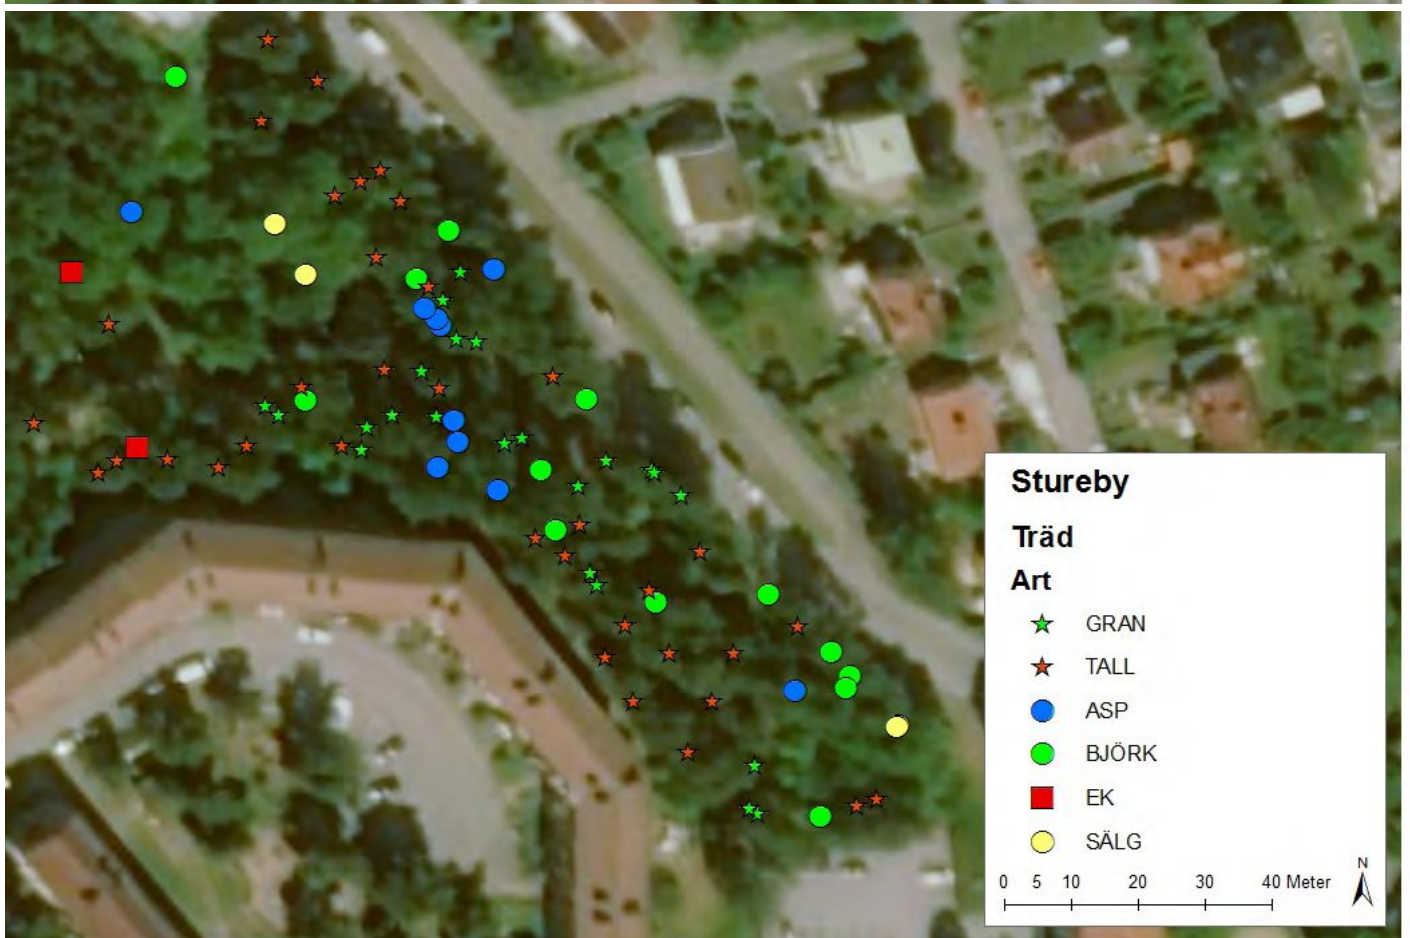 Stureby
Träd
Art
GRAN
TALL
ASP
BJÖRK
EK
SÄLG
0 5 10 20 30 40 Meter
N